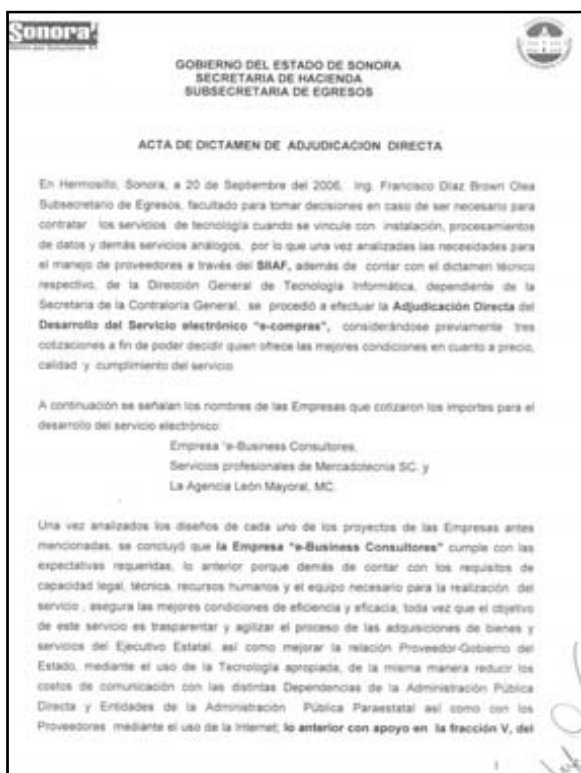 Sonora
GOBIERNO DEL ESTADO DE SONORA
SECRETARIA DE HACIENDA
SUBSECRETARIA DE EGRESOS
ACTA DE DICTAMEN DE ADJUDICACION DIRECTA
En Hermosillo, Sonora, a 20 de Septiembre del 2006, Ing. Francisco Díaz Brown Olea
Subsecretario de Egresos, facultado para tomar decisiones en caso de ser necesario para
contratar los servicios de tecnología cuando se vincule con instalación, procesamientos
de datos y demás servicios análogos, por lo que una vez analizadas las necesidades para
el manejo de proveedores a través del SIIAF, además de contar con el dictamen técnico
respectivo, de la Dirección General de Tecnología Informática, dependiente de la
Secretaria de la Contraloría General, se procedió a efectuar la Adjudicación Directa del
Desarrollo del Servicio electrónico "e-compras", considerándose previamente tres
cotizaciones a fin de poder decidir quien ofrece las mejores condiciones en cuanto a precio,
calidad y cumplimiento del servicio
A continuación se señalan los nombres de las Empresas que cotizaron los importes para el
desarrollo del servicio electrónico:
Empresa "e-Business Consultores,
Servicios profesionales de Mercadotecnia SC. y
La Agencia León Mayoral, MC.
Una vez analizados los diseños de cada uno de los proyectos de las Empresas antes
mencionadas, se concluyó que la Empresa "e-Business Consultores" cumple con las
expectativas requeridas, lo anterior porque demás de contar con los requisitos de
capacidad legal, técnica, recursos humanos y el equipo necesario para la realización del
servicio , asegura las mejores condiciones de eficiencia y eficacia, toda vez que el objetivo
de este servicio es trasparentar y agilizar el proceso de las adquisiciones de bienes y
servicios del Ejecutivo Estatal, así como mejorar la relación Proveedor-Gobierno del
Estado, mediante el uso de la Tecnología apropiada, de la misma manera reducir los
costos de comunicación con las distintas Dependencias de la Administración Pública
Directa y Entidades de la Administración Pública Paraestatal así como con los
Proveedores mediante el uso de la Internet; lo anterior con apoyo en la fracción V, del
1